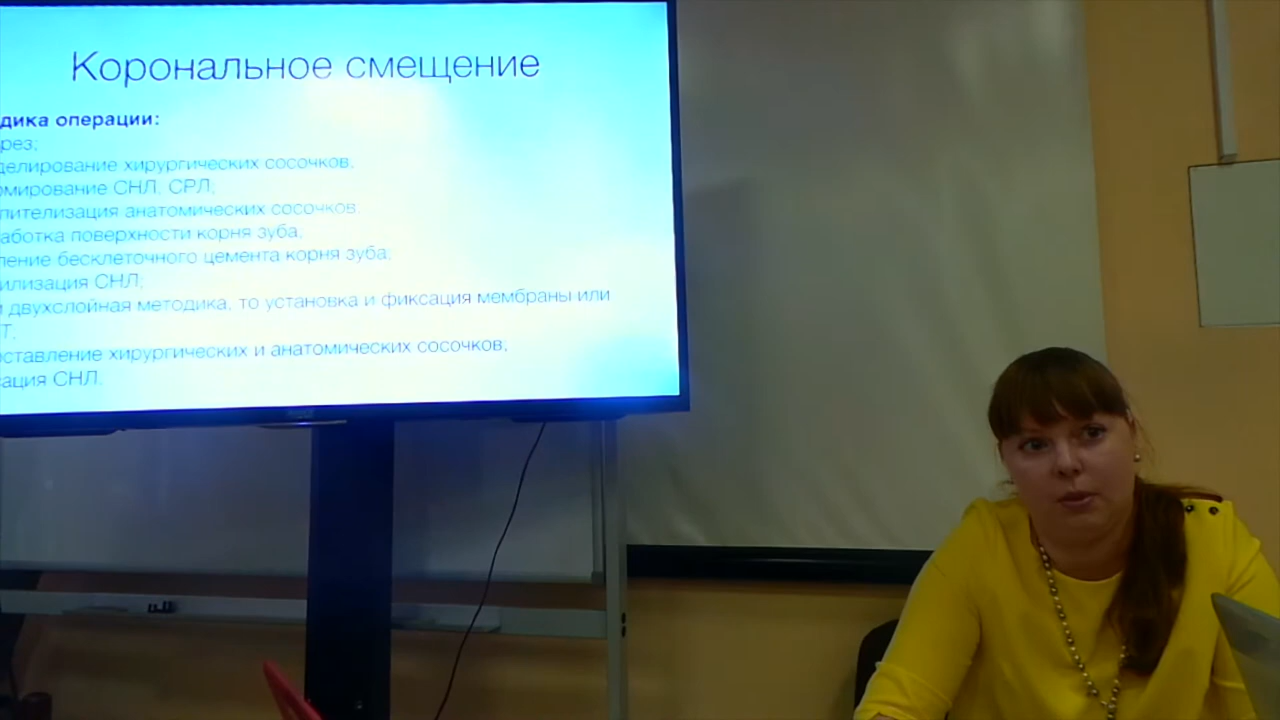 Корональное смещение
дика операции:
рез;
делирование хирургических сосочков;
рмирование СНЛ, СРЛ;
пителизация анатомических сосочков;
аботка поверхности корня зуба;
ление бесклеточного цемента корня зуба;
илизация СНЛ;
и двухслойная методика, то установка и фиксация мембраны или
Т;
оставление хирургических и анатомических сосочков;
ация СНЛ.